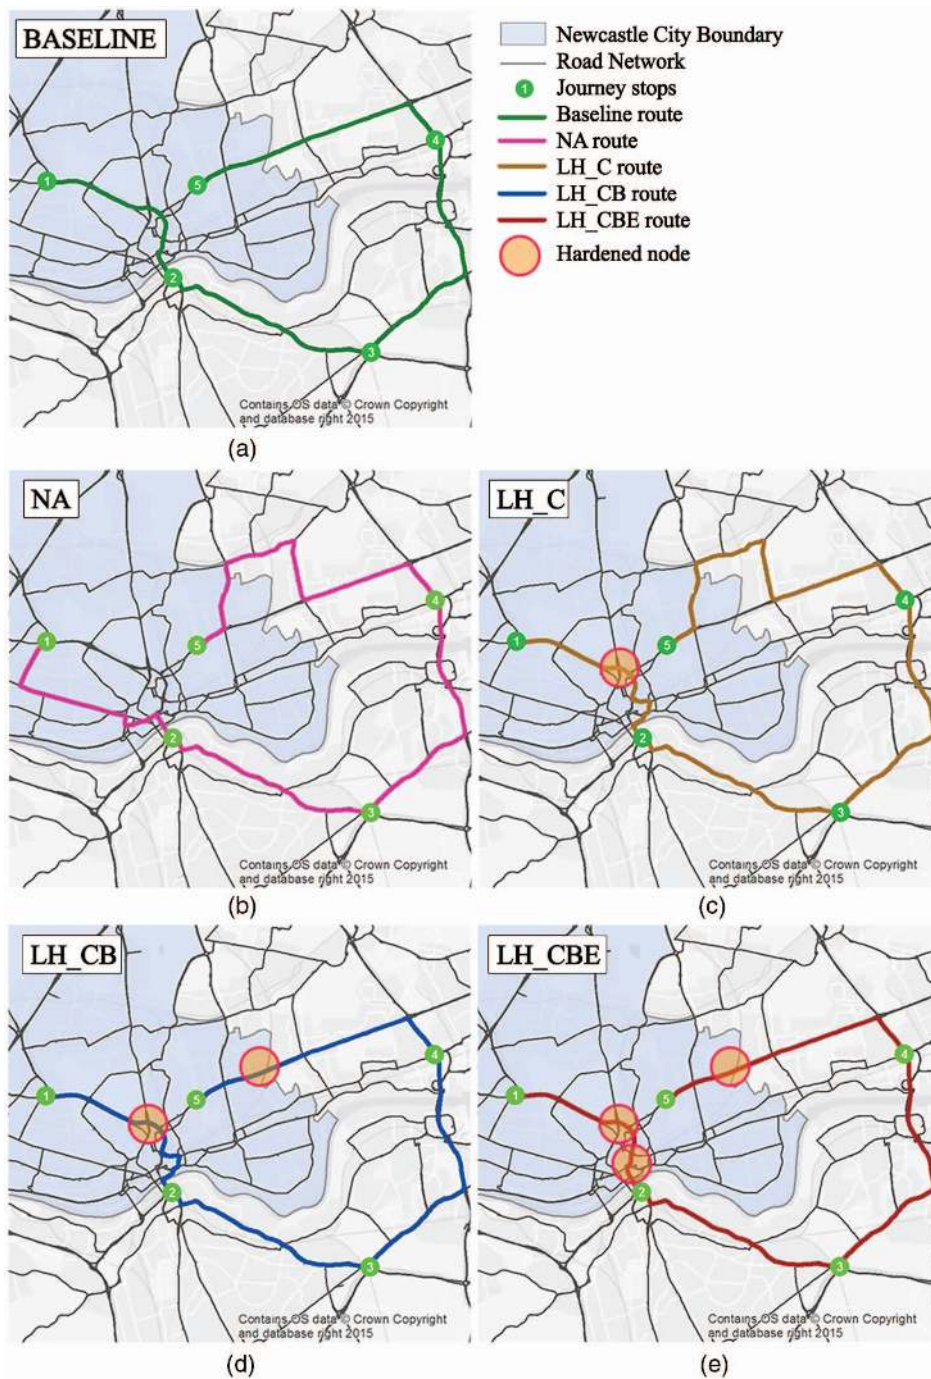 BASELINE
1
2
3
4
5
Contains OS data © Crown Copyright
and database right 2015
(a)
Newcastle City Boundary
Road Network
1 Journey stops
Baseline route
NA route
LH_C route
LH_CB route
LH_CBE route
Hardened node
NA
1
2
3
4
5
Contains OS data © Crown Copyright
and database right 2015
(b)
LH_C
1
2
3
4
5
Contains OS data © Crown Copyright
and database right 2015
(c)
LH_CB
1
2
3
4
5
Contains OS data © Crown Copyright
and database right 2015
(d)
LH_CBE
1
2
3
4
5
Contains OS data © Crown Copyright
and database right 2015
(e)